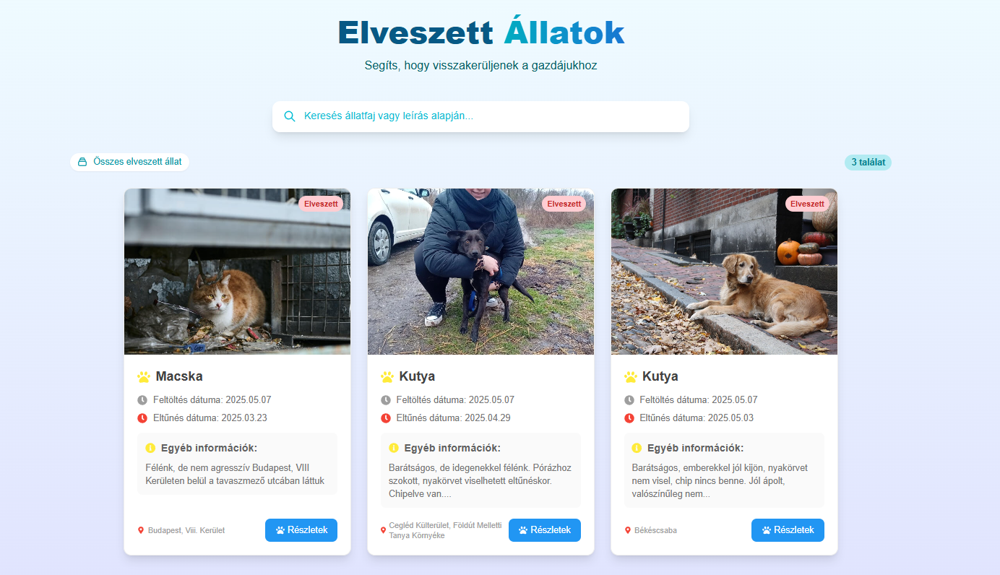 Elveszett Állatok
Segíts, hogy visszakerüljenek a gazdájukhoz
Keresés állatfaj vagy leírás alapján...
Összes elveszett állat
3 találat
Elveszett
Macska
Feltöltés dátuma: 2025.05.07
Eltűnés dátuma: 2025.03.23
Egyéb információk:
Félénk, de nem agresszív Budapest, VIII
Kerületen belül a tavaszmező utcában láttuk
Budapest, Viii. Kerület
Részletek
Elveszett
Kutya
Feltöltés dátuma: 2025.05.07
Eltűnés dátuma: 2025.04.29
Egyéb információk:
Barátságos, de idegenekkel félénk. Pórázhoz
szokott, nyakörvet viselhetett eltűnéskor.
Chipelve van....
Cegléd Külterület, Földút Melletti
Tanya Környéke
Részletek
Elveszett
Kutya
Feltöltés dátuma: 2025.05.07
Eltűnés dátuma: 2025.05.03
Egyéb információk:
Barátságos, emberekkel jól kijön, nyakörvet
nem visel, chip nincs benne. Jól ápolt,
valószínűleg nem...
Békéscsaba
Részletek